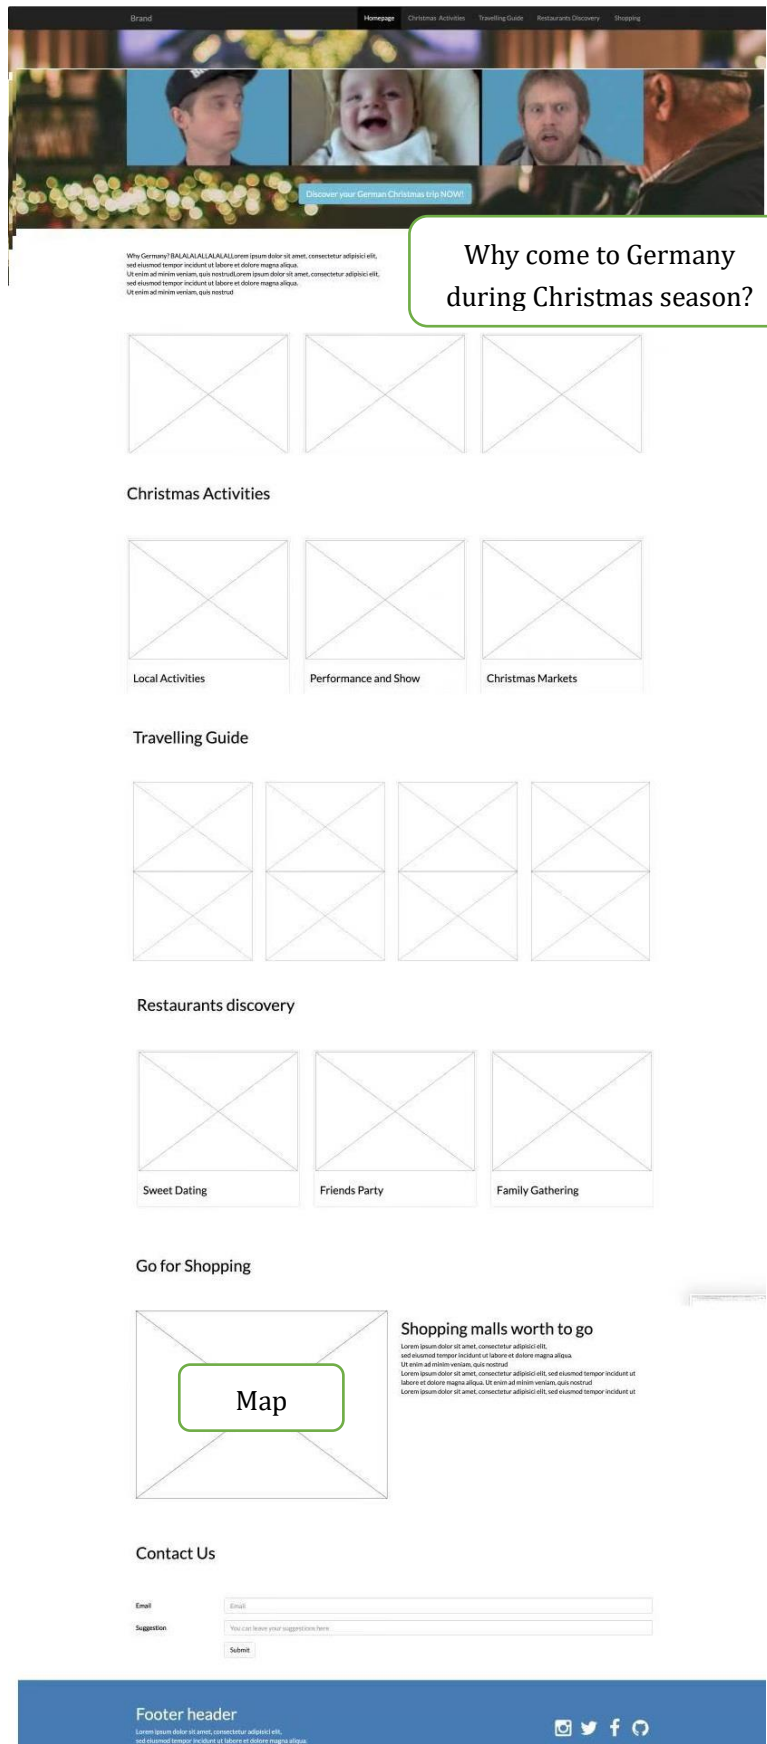 Brand Homepage Christmas Activities Travelling Guide Restaurants Discovery Shopping
Discover your German Christmas trip NOW!
Why Germany? BALALALALLALALALLorem ipsum dolor sit amet, consectetur adipisici elit,
sed eiusmod tempor incidunt ut labore et dolore magna aliqua.
Ut enim ad minim veniam, quis nostrudLorem ipsum dolor sit amet, consectetur adipisici elit,
sed eiusmod tempor incidunt ut labore et dolore magna aliqua.
Ut enim ad minim veniam, quis nostrud
Why come to Germany
during Christmas season?
Christmas Activities
Local Activities
Performance and Show
Christmas Markets
Travelling Guide
Restaurants discovery
Sweet Dating
Friends Party
Family Gathering
Go for Shopping
Map
Shopping malls worth to go
Lorem ipsum dolor sit amet, consectetur adipisici elit,
sed eiusmod tempor incidunt ut labore et dolore magna aliqua.
Ut enim ad minim veniam, quis nostrud
Lorem ipsum dolor sit amet, consectetur adipisici elit, sed eiusmod tempor incidunt ut
labore et dolore magna aliqua. Ut enim ad minim veniam, quis nostrud
Lorem ipsum dolor sit amet, consectetur adipisici elit, sed eiusmod tempor incidunt ut
Contact Us
Email
Email
Suggestion
You can leave your suggestions here
Submit
Footer header
Lorem ipsum dolor sit amet, consectetur adipisici elit,
sed eiusmod tempor incidunt ut labore et dolore magna aliqua.